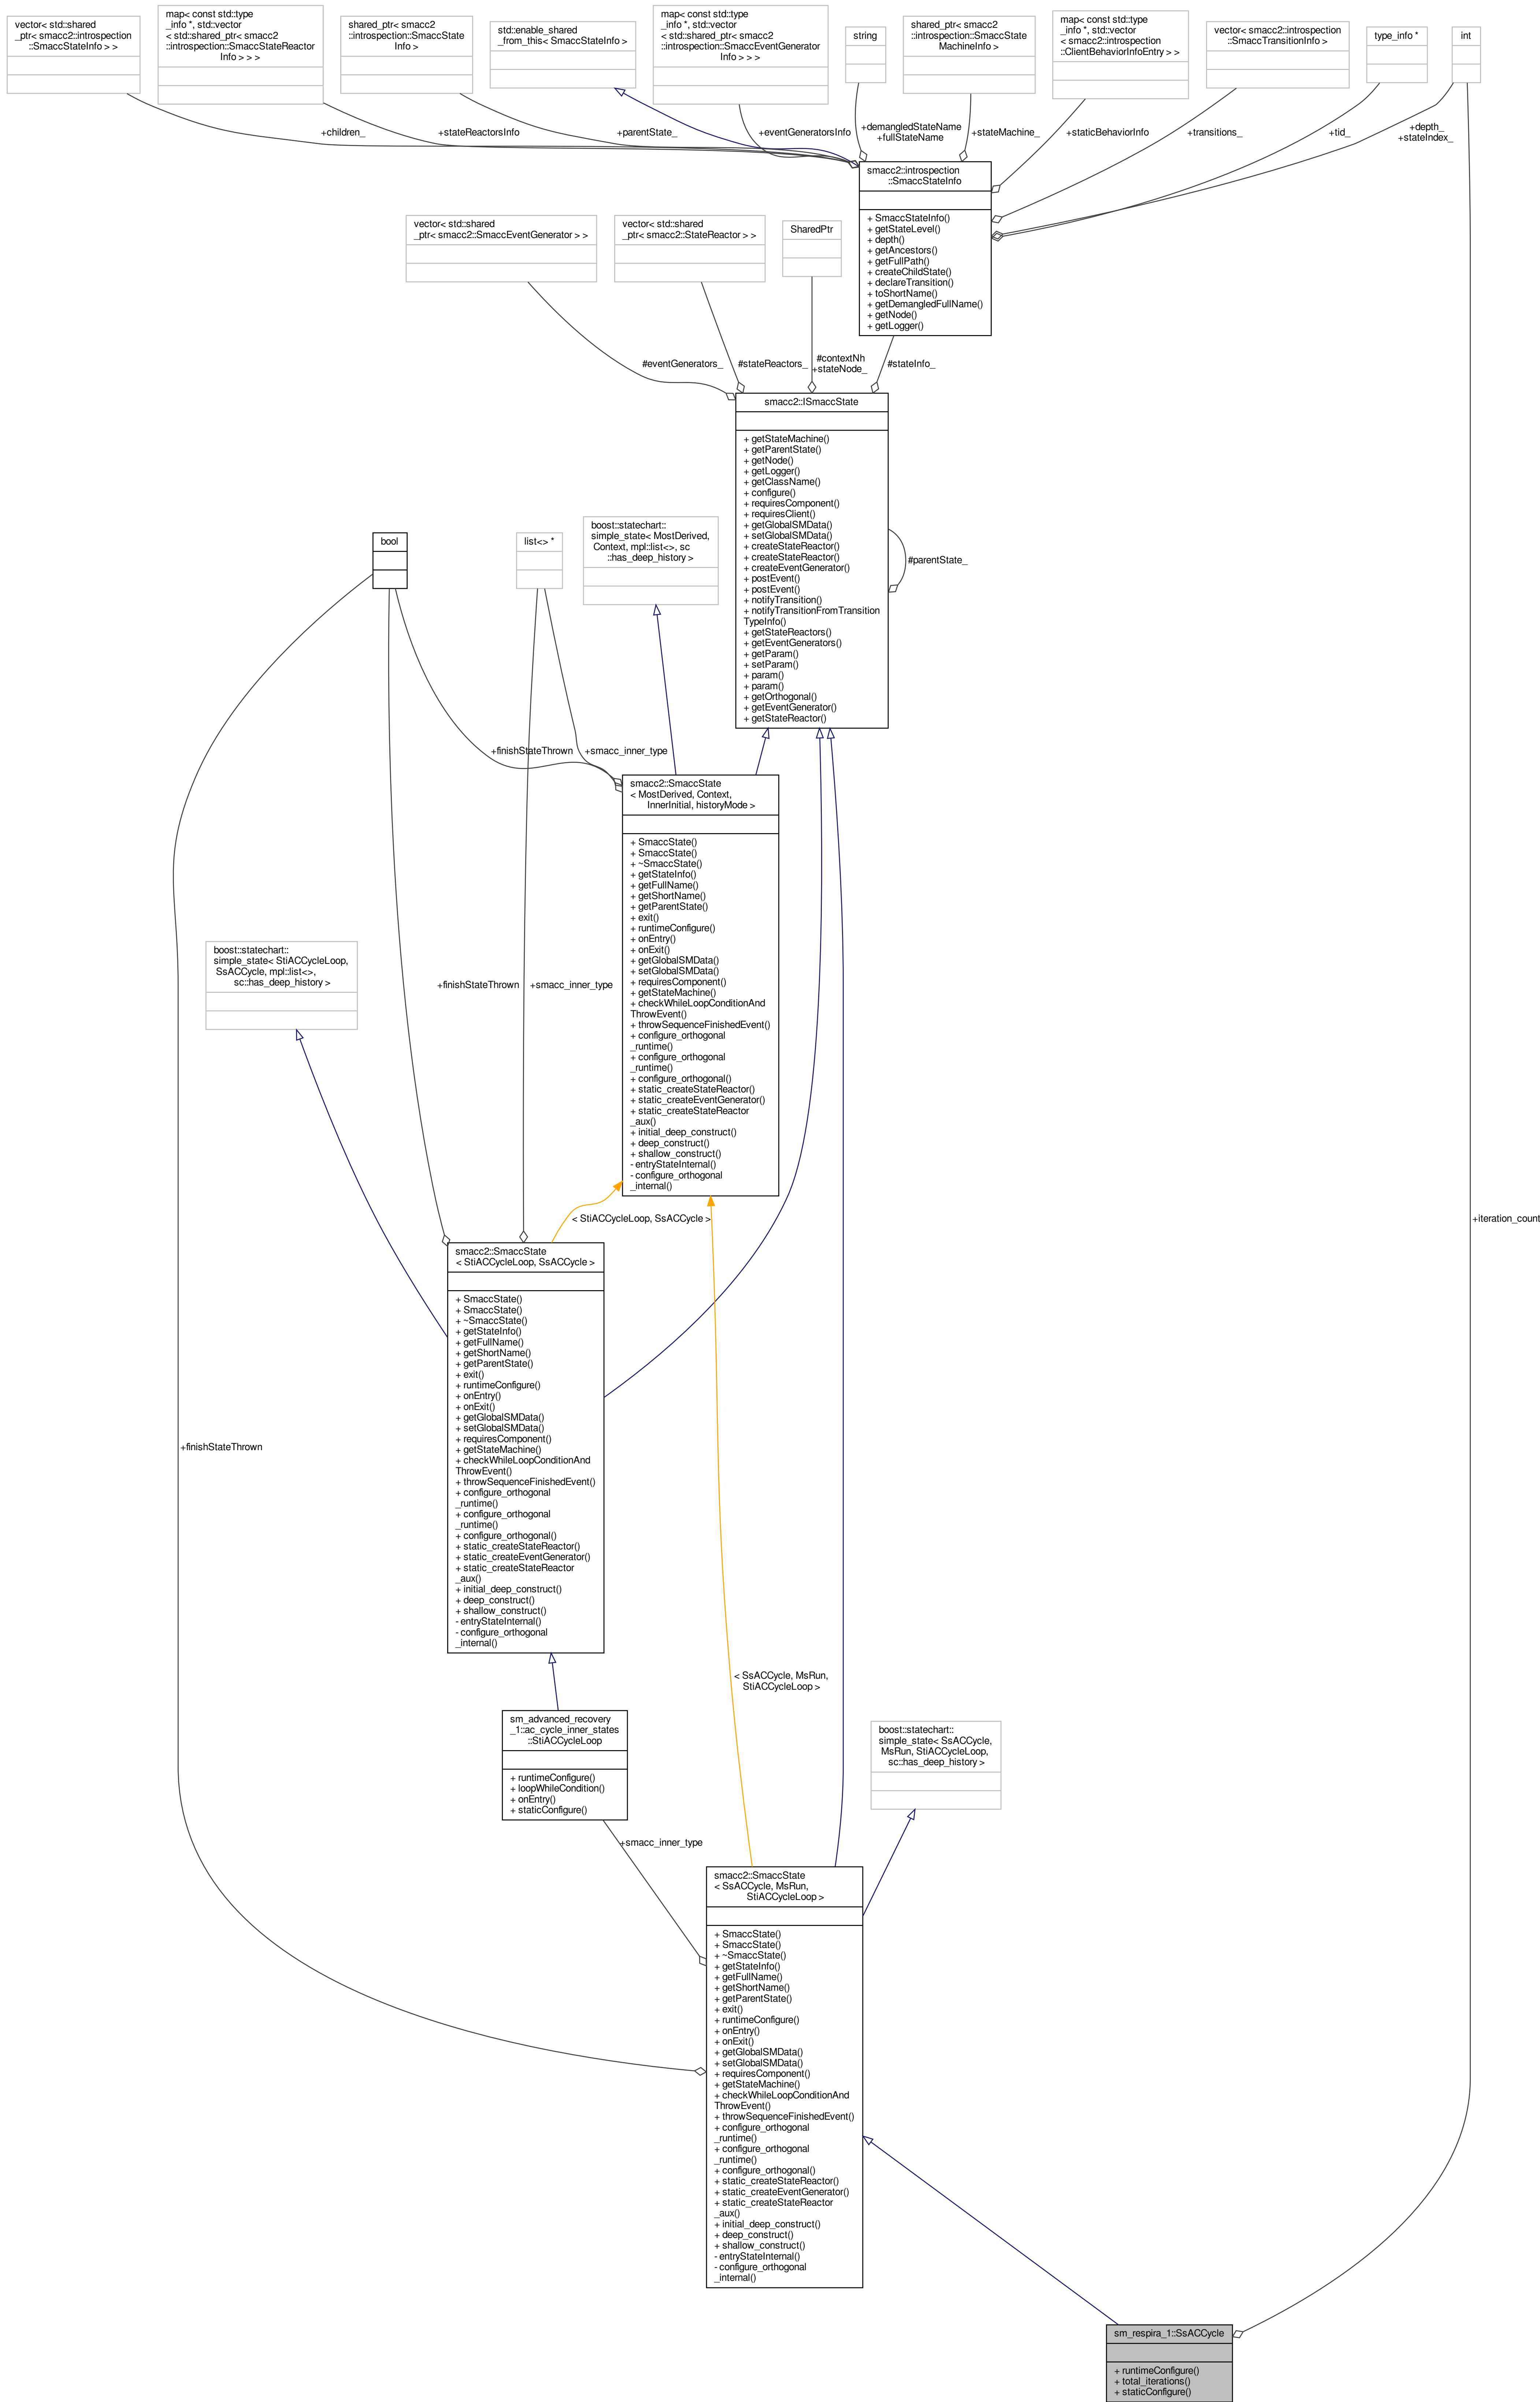 vector< std::shared
_ptr< smacc2::introspection
::SmaccStateInfo > >
map< const std::type
_info *, std::vector
< std::shared_ptr< smacc2
::introspection::SmaccStateReactor
Info > > >
shared_ptr< smacc2
::introspection::SmaccState
Info >
std::enable_shared
_from_this< SmaccStateInfo >
map< const std::type
_info *, std::vector
< std::shared_ptr< smacc2
::introspection::SmaccEventGenerator
Info > > >
string
shared_ptr< smacc2
::introspection::SmaccState
MachineInfo >
map< const std::type
_info *, std::vector
< smacc2::introspection
::ClientBehaviorInfoEntry > >
vector< smacc2::introspection
::SmaccTransitionInfo >
type_info *
int
+children_
+stateReactorsInfo
+parentState_
+eventGeneratorsInfo
+demangledStateName
+fullStateName
+stateMachine_
+staticBehaviorInfo
+transitions_
+tid_
+depth_
+stateIndex_
smacc2::introspection
::SmaccStateInfo
+ SmaccStateInfo()
+ getStateLevel()
+ depth()
+ getAncestors()
+ getFullPath()
+ createChildState()
+ declareTransition()
+ toShortName()
+ getDemangledFullName()
+ getNode()
+ getLogger()
vector< std::shared
_ptr< smacc2::SmaccEventGenerator > >
vector< std::shared
_ptr< smacc2::StateReactor > >
SharedPtr
#eventGenerators_
#stateReactors_
#contextNh
+stateNode_
#stateInfo_
smacc2::ISmaccState
+ getStateMachine()
+ getParentState()
+ getNode()
+ getLogger()
+ getClassName()
+ configure()
+ requiresComponent()
+ requiresClient()
+ getGlobalSMData()
+ setGlobalSMData()
+ createStateReactor()
+ createStateReactor()
+ createEventGenerator()
+ postEvent()
+ postEvent()
+ notifyTransition()
+ notifyTransitionFromTransition
TypeInfo()
+ getStateReactors()
+ getEventGenerators()
+ getParam()
+ setParam()
+ param()
+ param()
+ getOrthogonal()
+ getEventGenerator()
+ getStateReactor()
#parentState_
bool
list<> *
boost::statechart::
simple_state< MostDerived,
Context, mpl::list<>, sc
::has_deep_history >
+finishStateThrown
+smacc_inner_type
smacc2::SmaccState
< MostDerived, Context,
InnerInitial, historyMode >
+ SmaccState()
+ SmaccState()
+ ~SmaccState()
+ getStateInfo()
+ getFullName()
+ getShortName()
+ getParentState()
+ exit()
+ runtimeConfigure()
+ onEntry()
+ onExit()
+ getGlobalSMData()
+ setGlobalSMData()
+ requiresComponent()
+ getStateMachine()
+ checkWhileLoopConditionAnd
ThrowEvent()
+ throwSequenceFinishedEvent()
+ configure_orthogonal
_runtime()
+ configure_orthogonal
_runtime()
+ configure_orthogonal()
+ static_createStateReactor()
+ static_createEventGenerator()
+ static_createStateReactor
_aux()
+ initial_deep_construct()
+ deep_construct()
+ shallow_construct()
- entryStateInternal()
- configure_orthogonal
_internal()
boost::statechart::
simple_state< StiACCycleLoop,
SsACCycle, mpl::list<>,
sc::has_deep_history >
+finishStateThrown
+smacc_inner_type
< StiACCycleLoop, SsACCycle >
+iteration_count
smacc2::SmaccState
< StiACCycleLoop, SsACCycle >
+ SmaccState()
+ SmaccState()
+ ~SmaccState()
+ getStateInfo()
+ getFullName()
+ getShortName()
+ getParentState()
+ exit()
+ runtimeConfigure()
+ onEntry()
+ onExit()
+ getGlobalSMData()
+ setGlobalSMData()
+ requiresComponent()
+ getStateMachine()
+ checkWhileLoopConditionAnd
ThrowEvent()
+ throwSequenceFinishedEvent()
+ configure_orthogonal
_runtime()
+ configure_orthogonal
_runtime()
+ configure_orthogonal()
+ static_createStateReactor()
+ static_createEventGenerator()
+ static_createStateReactor
_aux()
+ initial_deep_construct()
+ deep_construct()
+ shallow_construct()
- entryStateInternal()
- configure_orthogonal
_internal()
+finishStateThrown
< SsACCycle, MsRun,
StiACCycleLoop >
sm_advanced_recovery
_1::ac_cycle_inner_states
::StiACCycleLoop
+ runtimeConfigure()
+ loopWhileCondition()
+ onEntry()
+ staticConfigure()
boost::statechart::
simple_state< SsACCycle,
MsRun, StiACCycleLoop,
sc::has_deep_history >
+smacc_inner_type
smacc2::SmaccState
< SsACCycle, MsRun,
StiACCycleLoop >
+ SmaccState()
+ SmaccState()
+ ~SmaccState()
+ getStateInfo()
+ getFullName()
+ getShortName()
+ getParentState()
+ exit()
+ runtimeConfigure()
+ onEntry()
+ onExit()
+ getGlobalSMData()
+ setGlobalSMData()
+ requiresComponent()
+ getStateMachine()
+ checkWhileLoopConditionAnd
ThrowEvent()
+ throwSequenceFinishedEvent()
+ configure_orthogonal
_runtime()
+ configure_orthogonal
_runtime()
+ configure_orthogonal()
+ static_createStateReactor()
+ static_createEventGenerator()
+ static_createStateReactor
_aux()
+ initial_deep_construct()
+ deep_construct()
+ shallow_construct()
- entryStateInternal()
- configure_orthogonal
_internal()
sm_respira_1::SsACCycle
+ runtimeConfigure()
+ total_iterations()
+ staticConfigure()